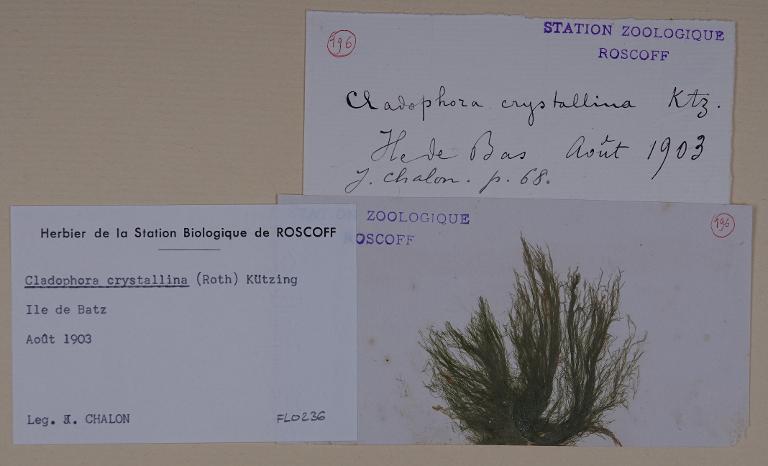 196
STATION ZOOLOGIQUE
ROSCOFF
Cladophora crystallina Ktz.
Ile de Bas Août 1903
J. Chalon. p. 68.
ZOOLOGIQUE
ROSCOFF
196
Herbier de la Station Biologique de ROSCOFF
Cladophora crystallina (Roth) KUtzing
Ile de Batz
Août 1903
Leg. CHALON
FL0236